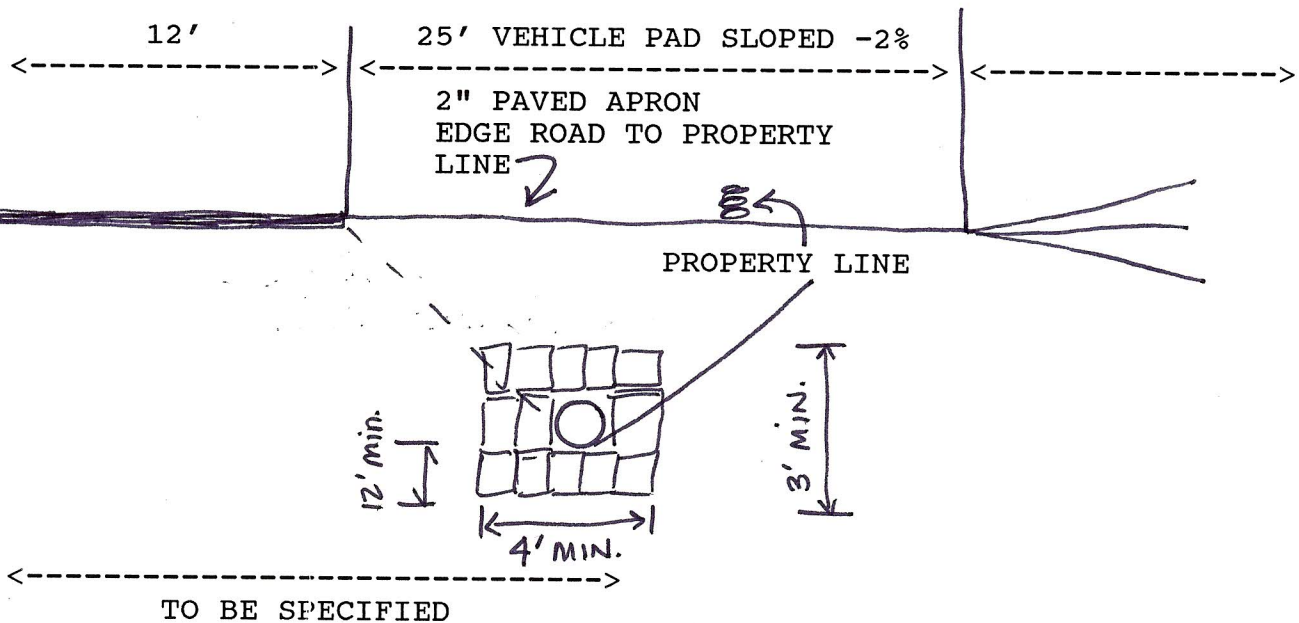 12'
25' VEHICLE PAD SLOPED -2%
2" PAVED APRON
EDGE ROAD TO PROPERTY
LINE
PROPERTY LINE
12' min.
3' MIN.
4' MIN.
TO BE SPECIFIED